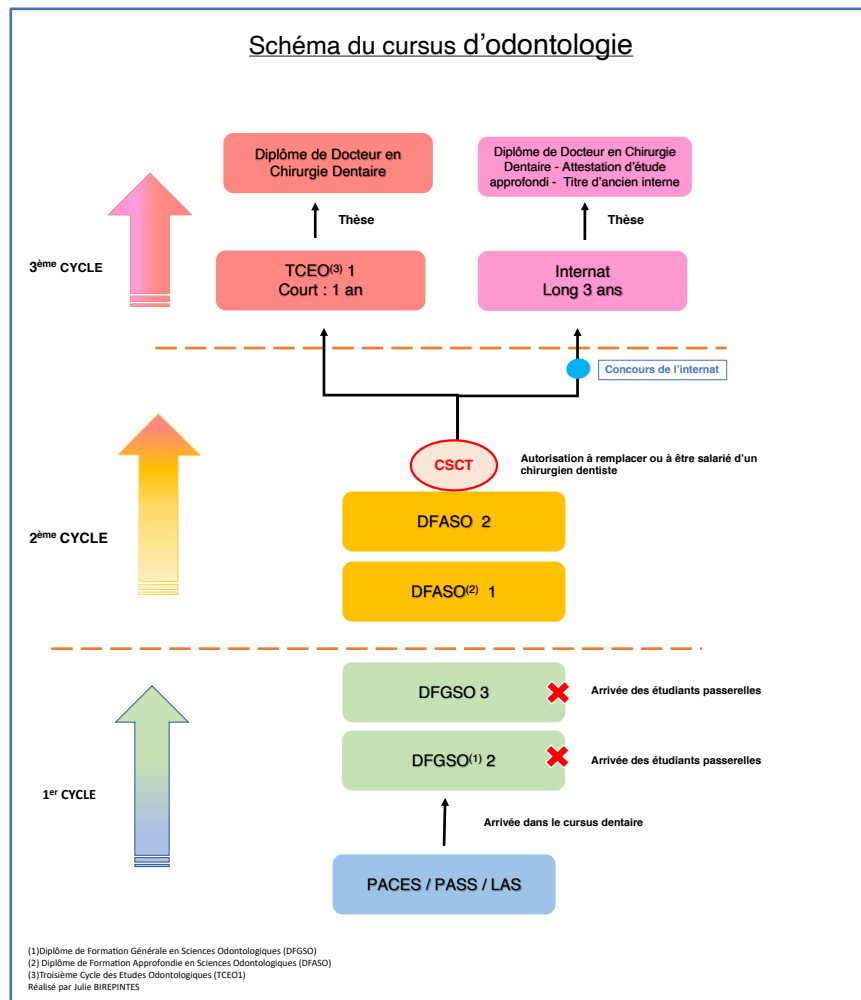 Schéma du cursus d'odontologie
Diplôme de Docteur en
Chirurgie Dentaire
Diplôme de Docteur en Chirurgie
Dentaire - Attestation d'étude
approfondi - Titre d'ancien interne
Thèse
Thèse
3ème CYCLE
TCEO(3) 1
Court : 1 an
Internat
Long 3 ans
Concours de l'internat
CSCT
Autorisation à remplacer ou à être salarié d'un
chirurgien dentiste
2ème CYCLE
DFASO 2
DFASO(2) 1
DFGSO 3
Arrivée des étudiants passerelles
DFGSO(1) 2
Arrivée des étudiants passerelles
1er CYCLE
Arrivée dans le cursus dentaire
PACES / PASS / LAS
(1)Diplôme de Formation Générale en Sciences Odontologiques (DFGSO)
(2) Diplôme de Formation Approfondie en Sciences Odontologiques (DFASO)
(3)Troisième Cycle des Etudes Odontologiques (TCEO1)
Réalisé par Julie BIREPINTES